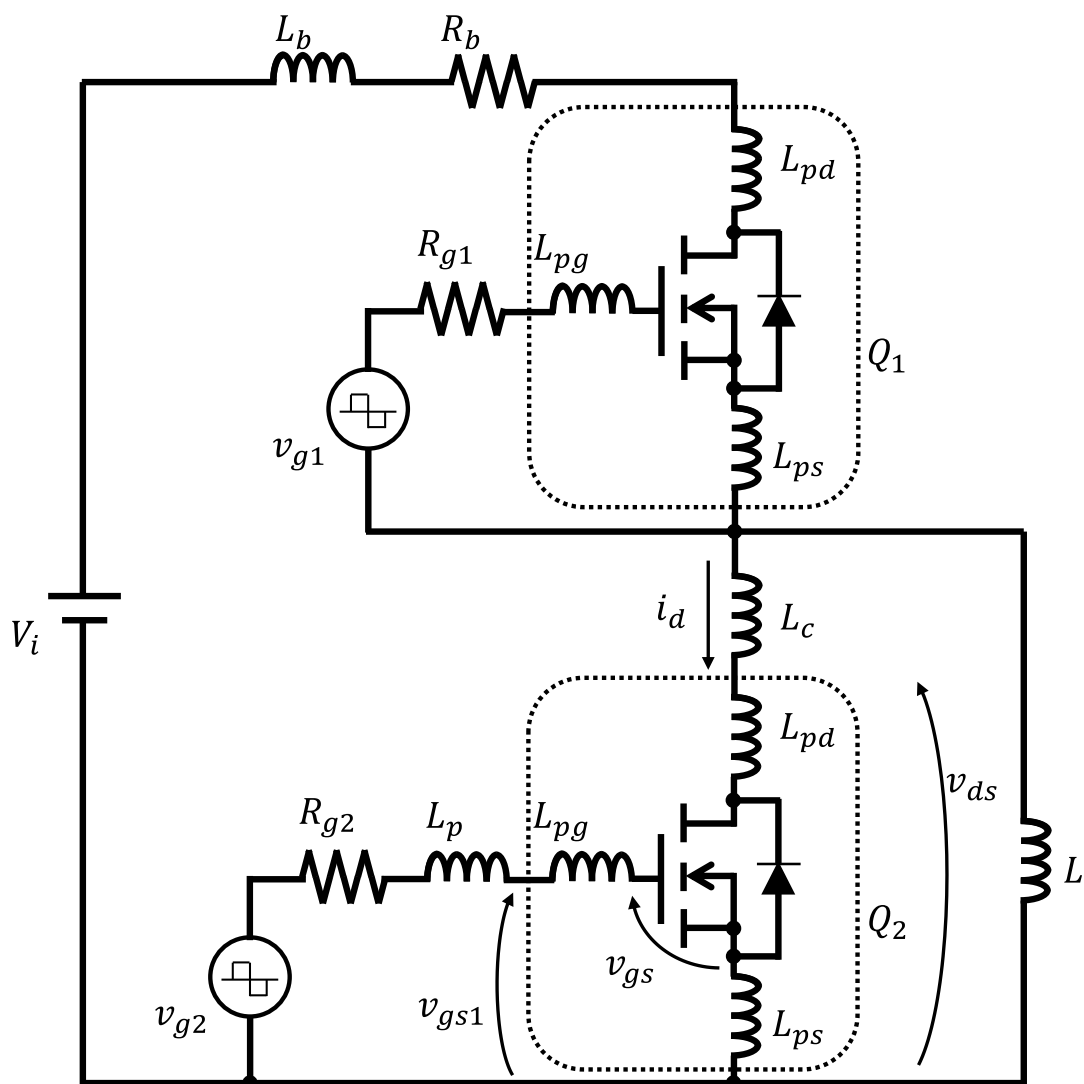 L_b
R_b
L_pd
R_g1
L_pg
Q_1
v_g1
L_ps
V_i
i_d
L_c
L_pd
v_ds
R_g2
L_p
L_pg
L
Q_2
v_gs
v_gs1
v_g2
L_ps